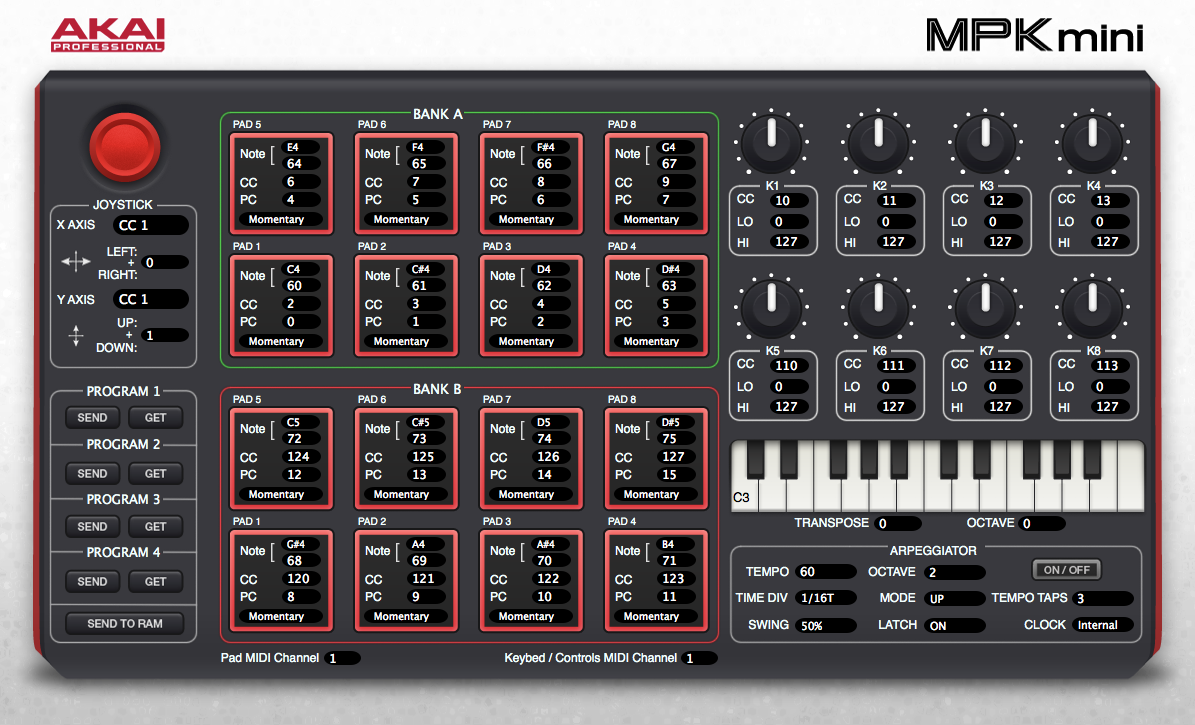 AKAI
PROFESSIONAL
MPK mini
JOYSTICK
X AXIS CC 1
LEFT:
+ 0
RIGHT:
Y AXIS CC 1
UP:
+ 1
DOWN:
PROGRAM 1
SEND GET
PROGRAM 2
SEND GET
PROGRAM 3
SEND GET
PROGRAM 4
SEND GET
SEND TO RAM
BANK A
PAD 5 PAD 6 PAD 7 PAD 8
Note [ E4 Note [ F4 Note [ F#4 Note [ G4
64 65 66 67
CC 6 CC 7 CC 8 CC 9
PC 4 PC 5 PC 6 PC 7
Momentary Momentary Momentary Momentary
PAD 1 PAD 2 PAD 3 PAD 4
Note [ C4 Note [ C#4 Note [ D4 Note [ D#4
60 61 62 63
CC 2 CC 3 CC 4 CC 5
PC 0 PC 1 PC 2 PC 3
Momentary Momentary Momentary Momentary
BANK B
PAD 5 PAD 6 PAD 7 PAD 8
Note [ C5 Note [ C#5 Note [ D5 Note [ D#5
72 73 74 75
CC 124 CC 125 CC 126 CC 127
PC 12 PC 13 PC 14 PC 15
Momentary Momentary Momentary Momentary
PAD 1 PAD 2 PAD 3 PAD 4
Note [ G#4 Note [ A4 Note [ A#4 Note [ B4
68 69 70 71
CC 120 CC 121 CC 122 CC 123
PC 8 PC 9 PC 10 PC 11
Momentary Momentary Momentary Momentary
Pad MIDI Channel 1 Keybed / Controls MIDI Channel 1
K1 K2 K3 K4
CC 10 CC 11 CC 12 CC 13
LO 0 LO 0 LO 0 LO 0
HI 127 HI 127 HI 127 HI 127
K5 K6 K7 K8
CC 110 CC 111 CC 112 CC 113
LO 0 LO 0 LO 0 LO 0
HI 127 HI 127 HI 127 HI 127
C3
TRANSPOSE 0 OCTAVE 0
ARPEGGIATOR
TEMPO 60 OCTAVE 2 ON / OFF
TIME DIV 1/16T MODE UP TEMPO TAPS 3
SWING 50% LATCH ON CLOCK Internal